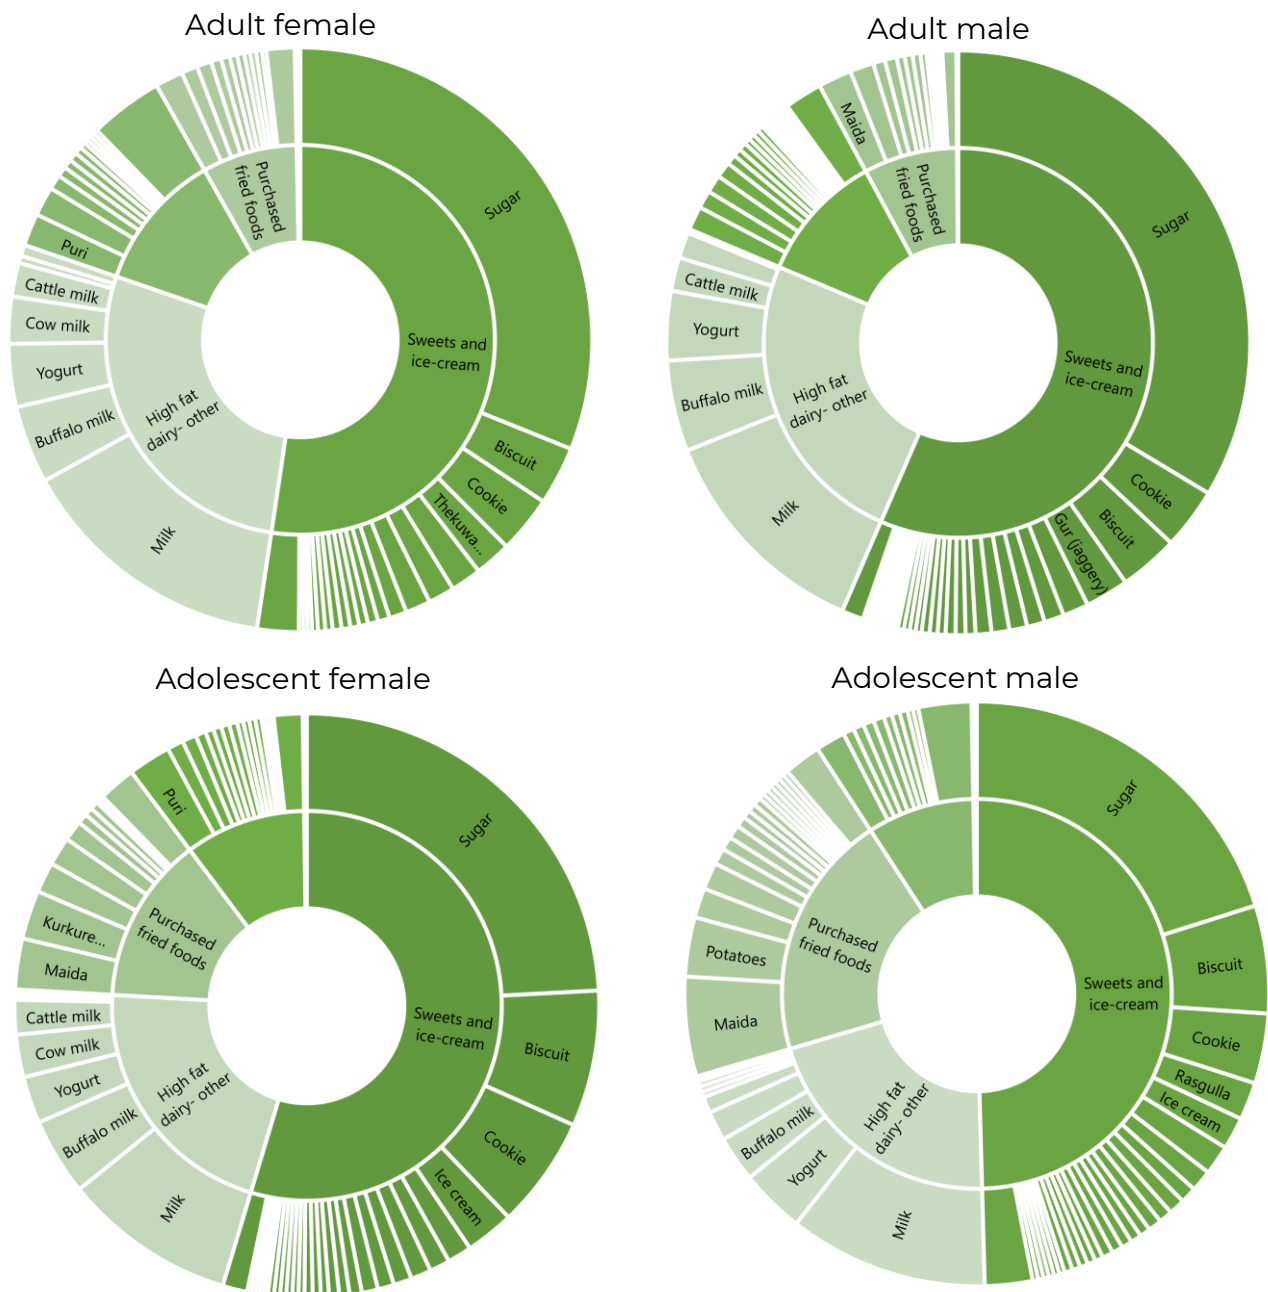 Adult female
Purchased
fried foods
Sugar
Sweets and
ice-cream
Biscuit
Cookie
Thekuwa...
Puri
Cattle milk
Cow milk
Yogurt
Buffalo milk
High fat
dairy- other
Milk
Adult male
Maida
Purchased
fried foods
Sugar
Sweets and
ice-cream
Cookie
Biscuit
Gur (jaggery)
Cattle milk
Yogurt
Buffalo milk
High fat
dairy- other
Milk
Adolescent female
Puri
Sugar
Purchased
fried foods
Kurkure...
Maida
Sweets and
ice-cream
Biscuit
Cookie
Ice cream
Cattle milk
Cow milk
Yogurt
Buffalo milk
High fat
dairy- other
Milk
Adolescent male
Sugar
Purchased
fried foods
Potatoes
Maida
Sweets and
ice-cream
Biscuit
Cookie
Rasgulla
Ice cream
High fat
dairy- other
Buffalo milk
Yogurt
Milk